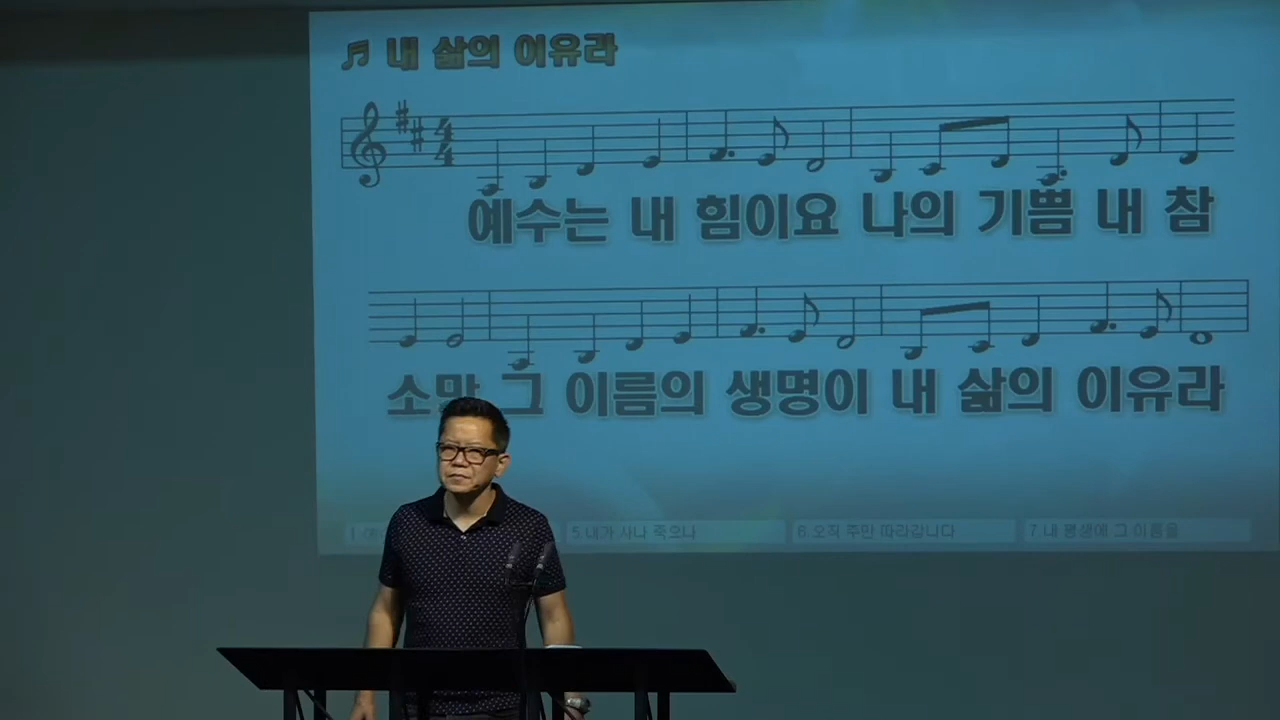 내 삶의 이유라
예수는 내 힘이요 나의 기쁨 내 참
소망 그 이름의 생명이 내 삶의 이유라
5 내가 사나 죽으나
6 오직 주만 따라갑니다
7 내 평생에 그 이름을